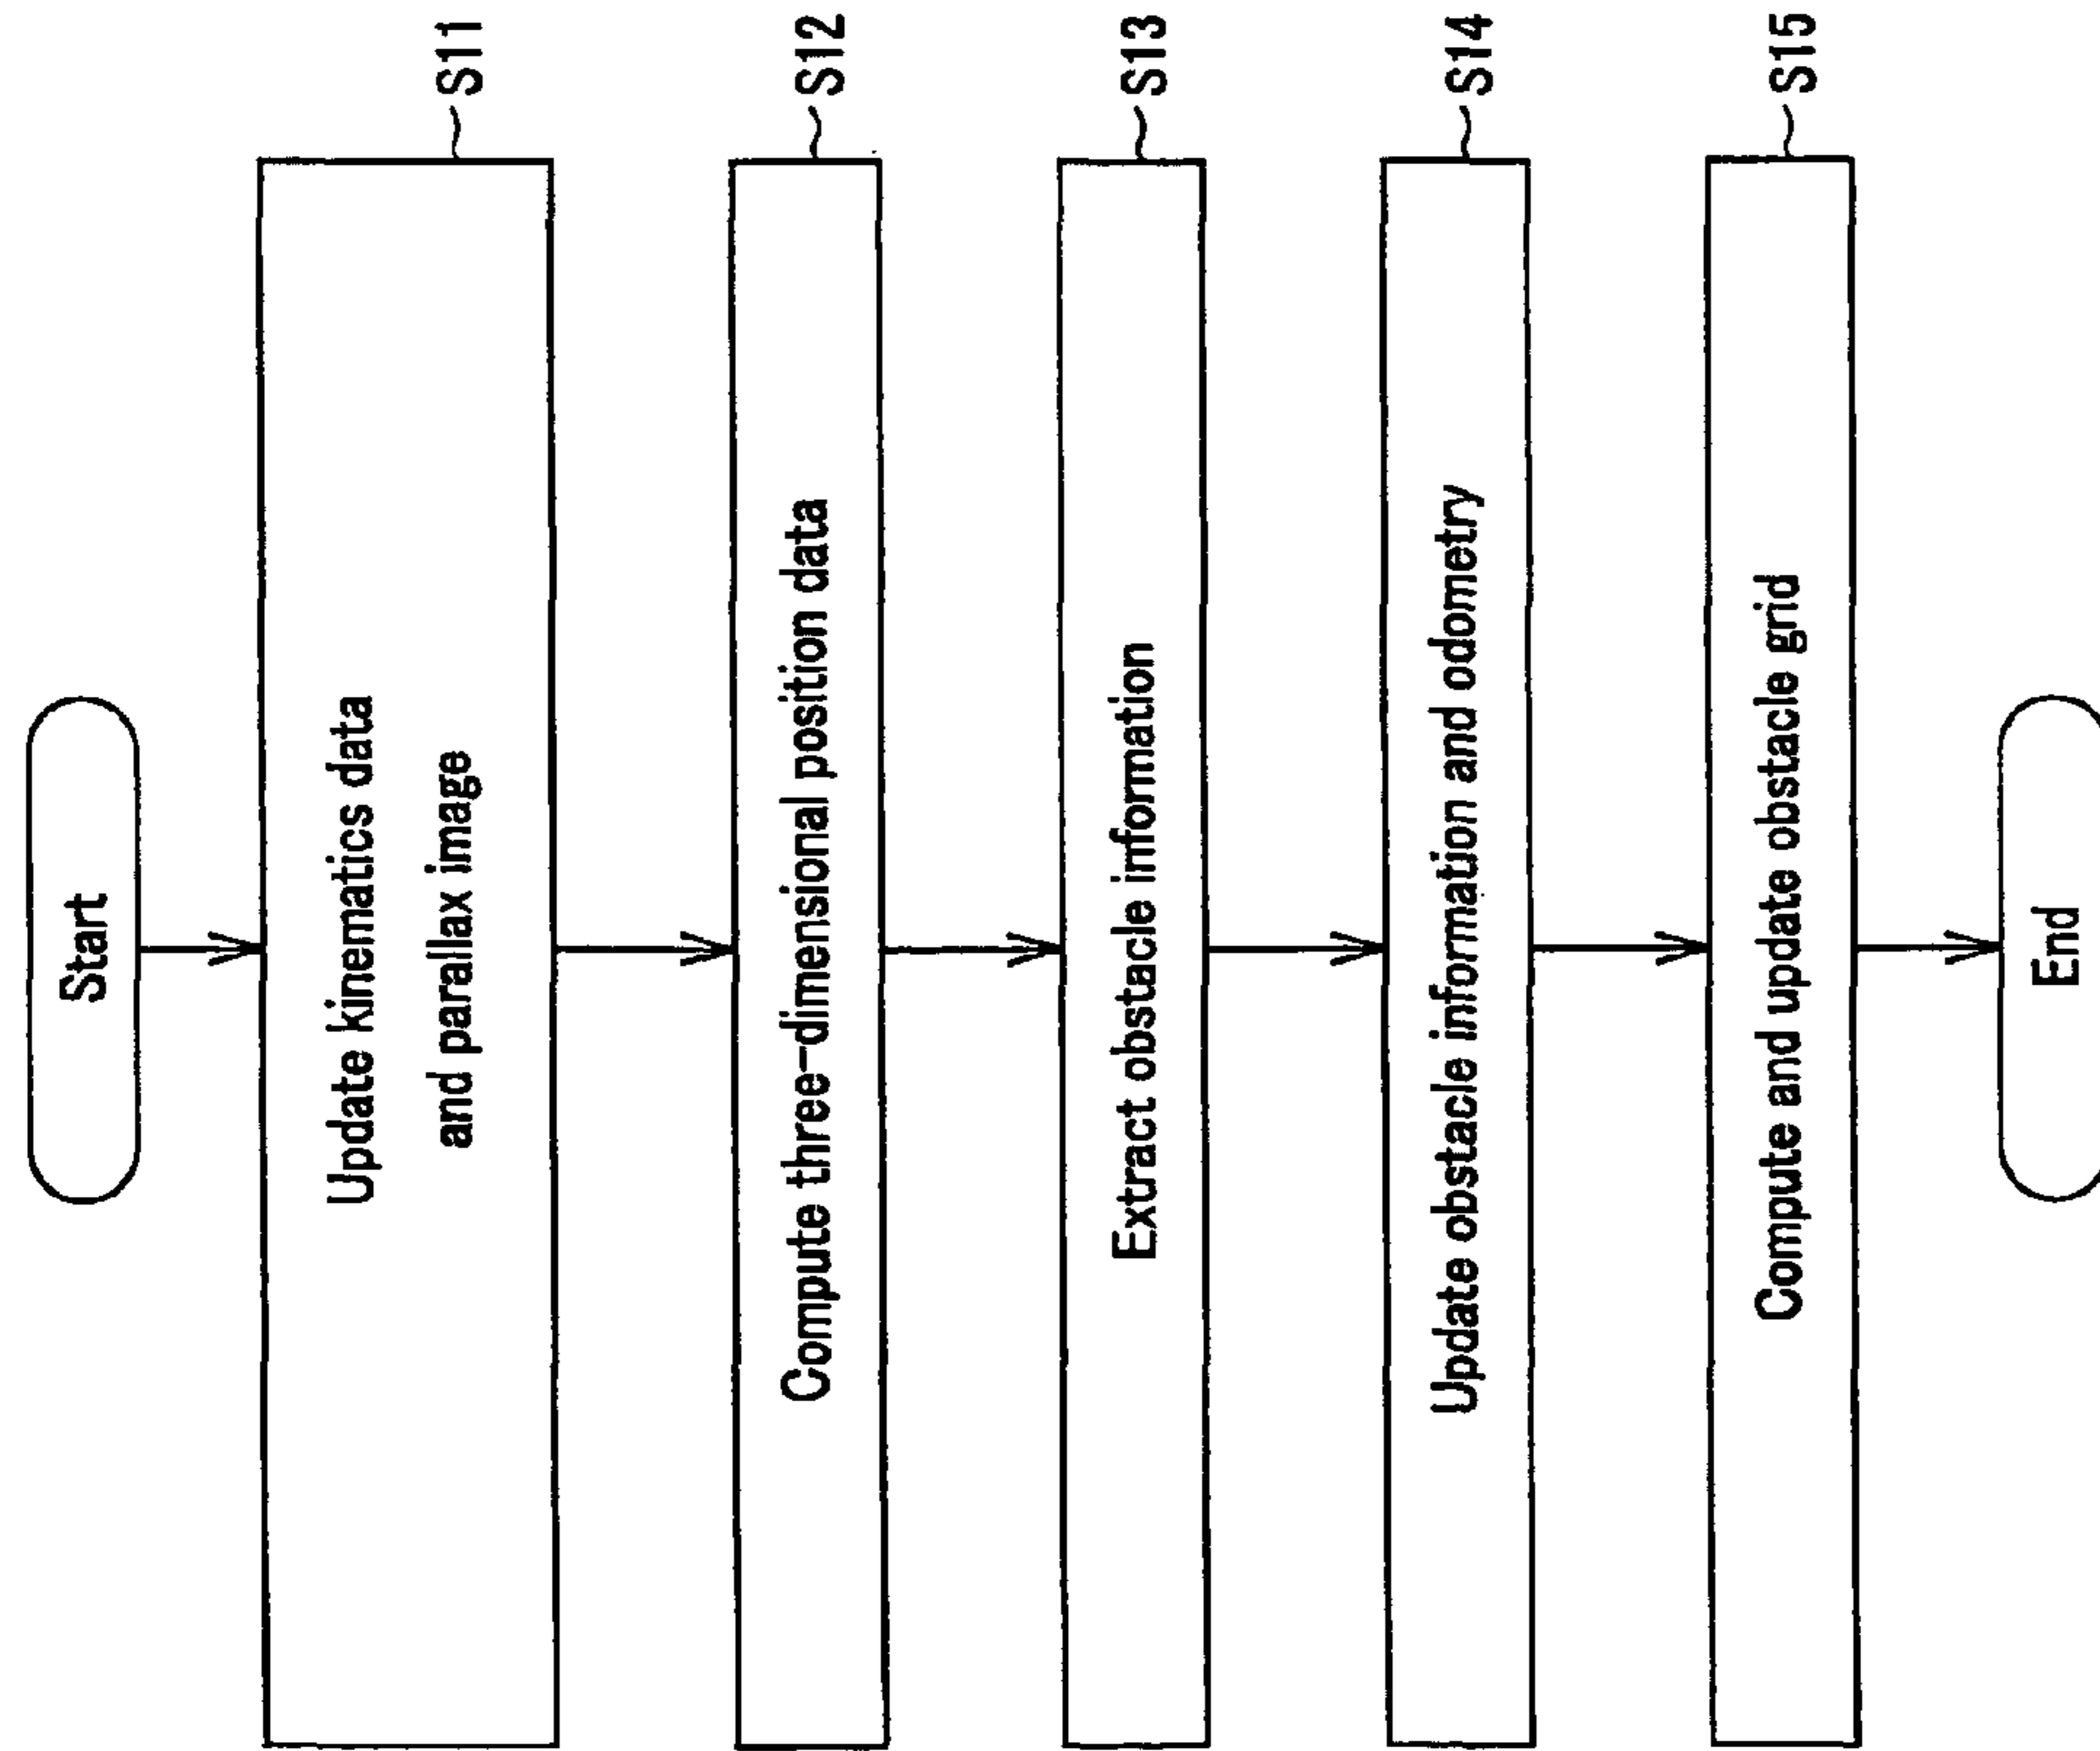 Start
Update kinematics data
and parallax image
S11
Compute three-dimensional position data
S12
Extract obstacle information
S13
Update obstacle information and odometry
S14
Compute and update obstacle grid
S15
End